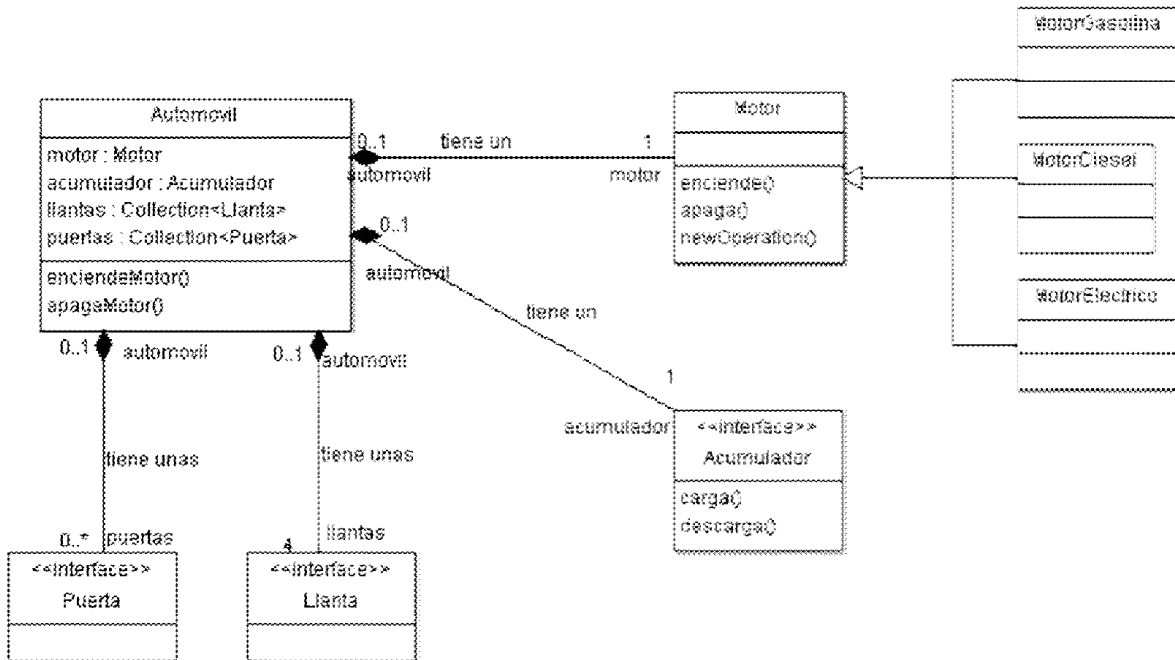 MotorGasolina
Automovil
motor : Motor
acumulador : Acumulador
llantas : Collection<Llanta>
puertas : Collection<Puerta>
enciendeMotor()
apagaMotor()
0..1
tiene un
1
automovil
motor
Motor
enciende()
apaga()
newOperation()
MotorDiesel
MotorElectrico
0..1
automovil
tiene un
1
acumulador
<<interface>>
Acumulador
carga()
descarga()
0..1
automovil
0..1
automovil
tiene unas
tiene unas
0..*
puertas
4
llantas
<<interface>>
Puerta
<<interface>>
Llanta